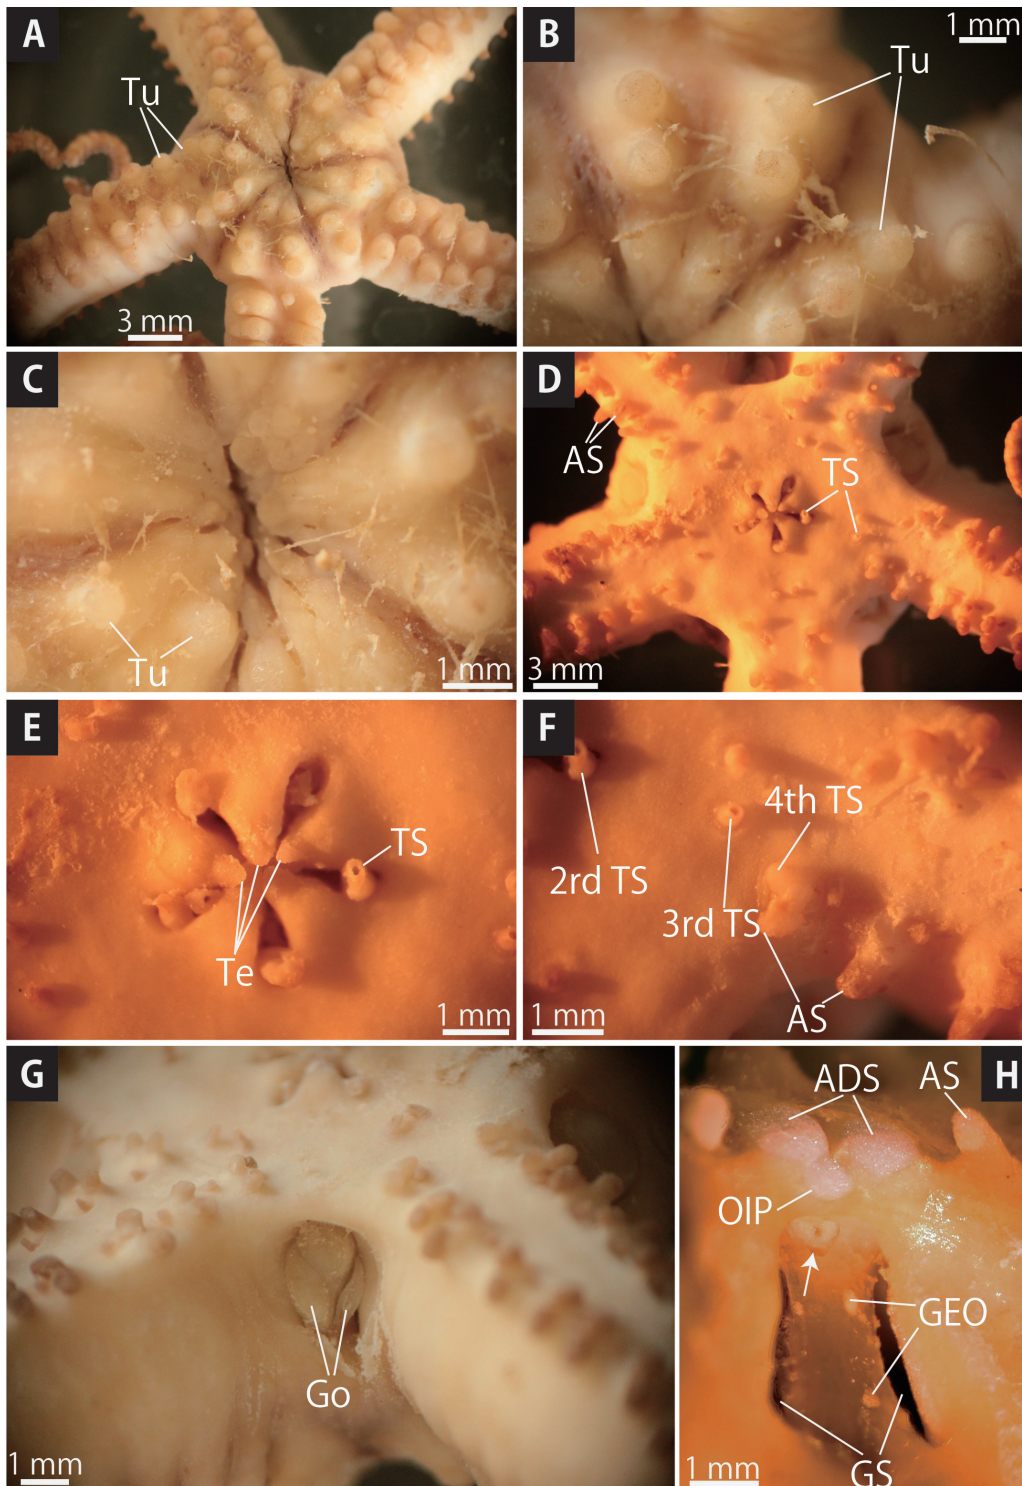 A
Tu
3 mm
B
1 mm
Tu
C
Tu
1 mm
D
AS
TS
3 mm
E
TS
Te
1 mm
F
4th TS
2rd TS
3rd TS
AS
1 mm
G
Go
1 mm
H
ADS
AS
OIP
GEO
GS
1 mm